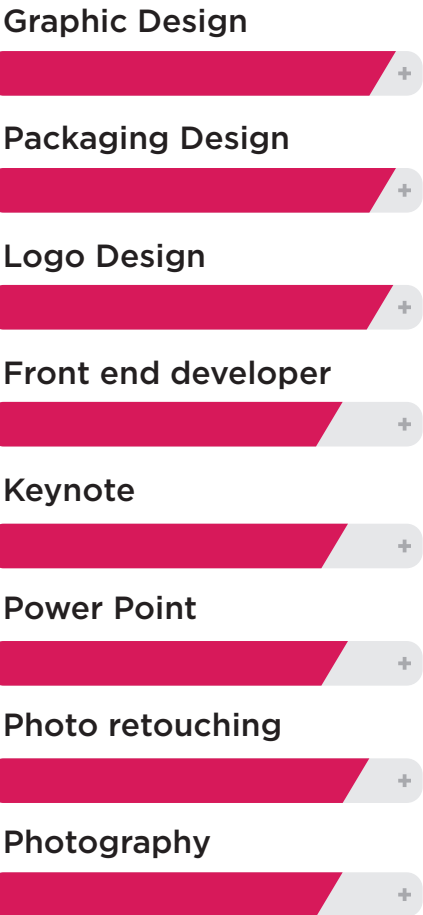 Graphic Design
Packaging Design
Logo Design
Front end developer
Keynote
Power Point
Photo retouching
Photography